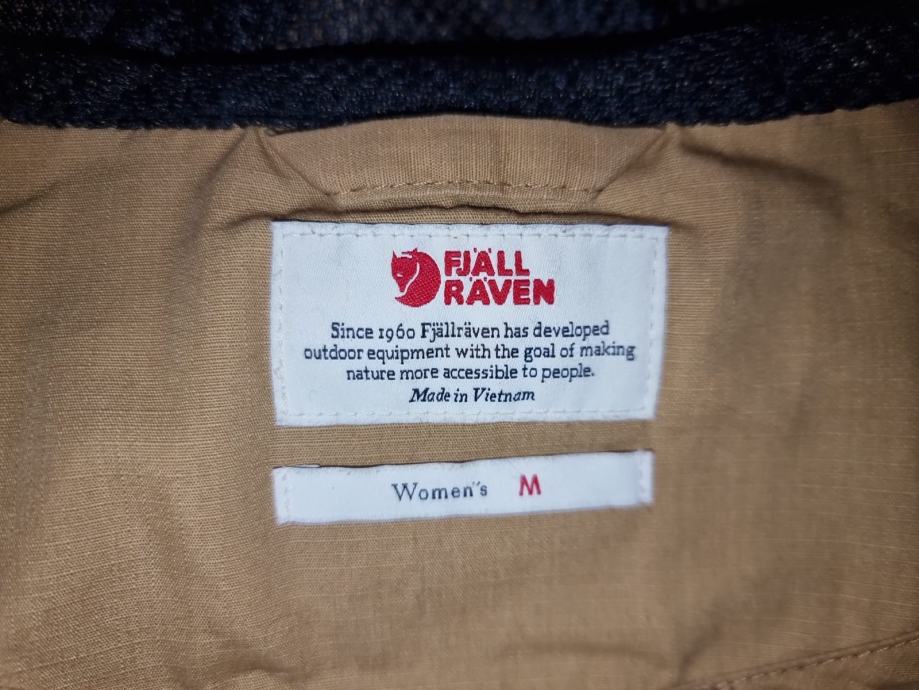 FJÄLL
RÄVEN
Since 1960 Fjällräven has developed
outdoor equipment with the goal of making
nature more accessible to people.
Made in Vietnam
Women's M